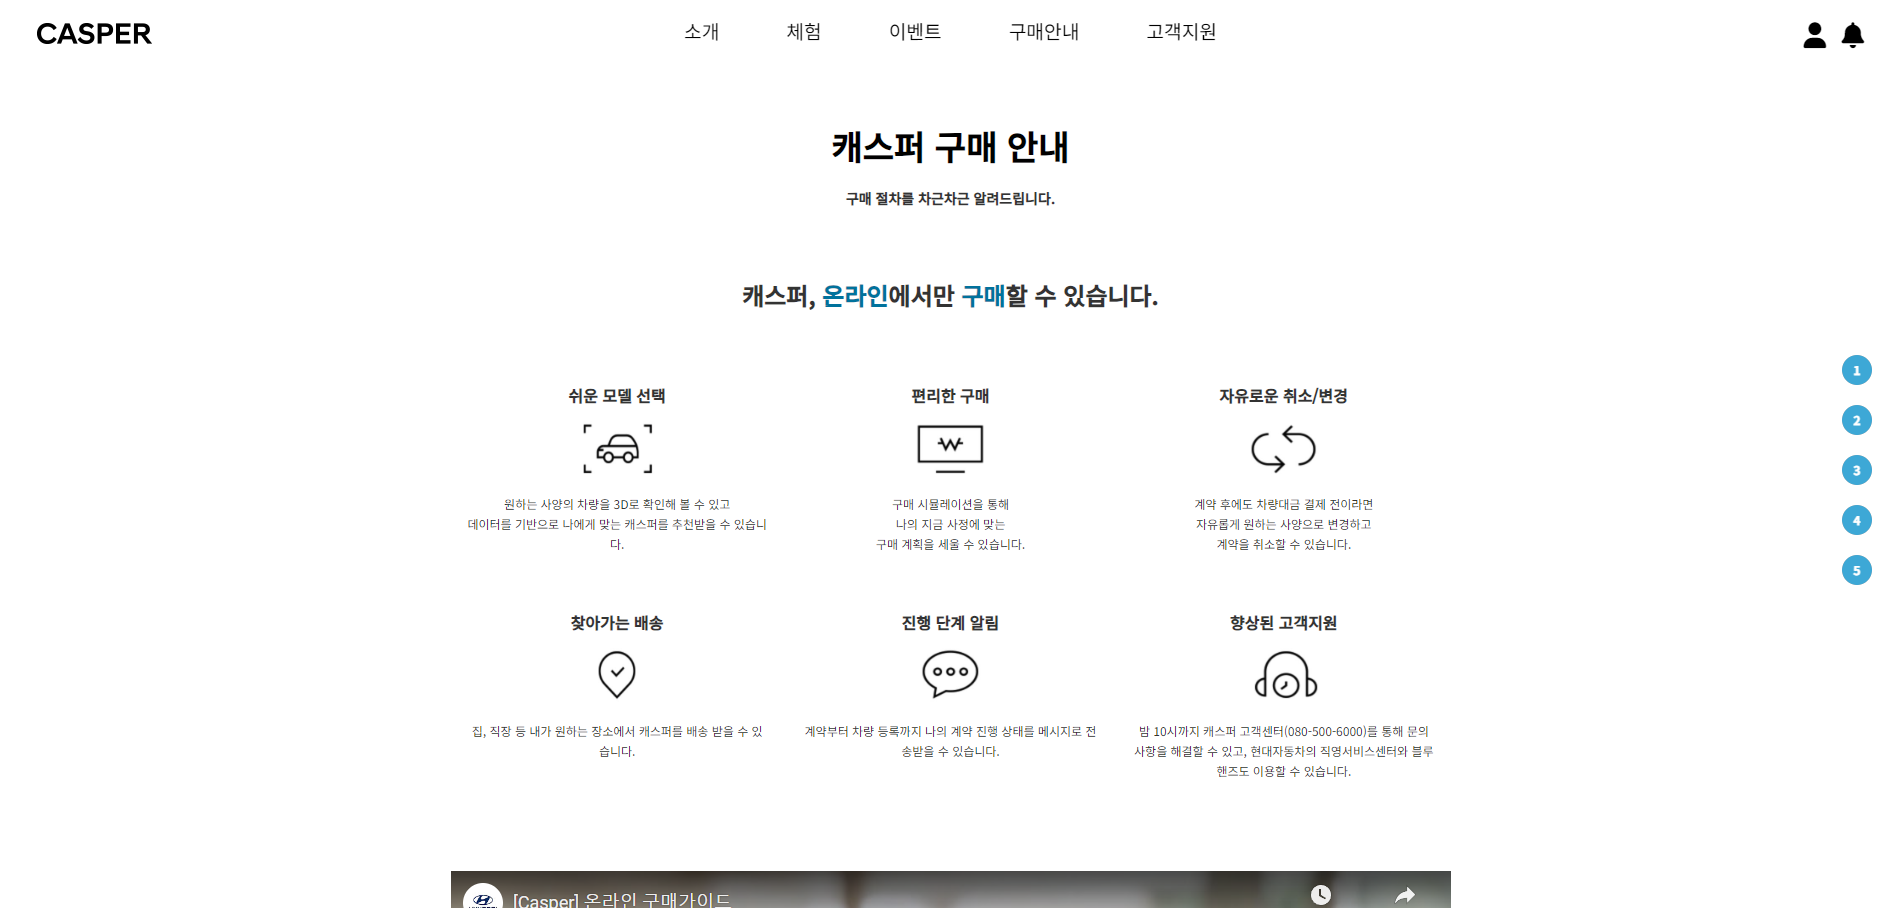 CASPER
소개 체험 이벤트 구매안내 고객지원
캐스퍼 구매 안내
구매 절차를 차근차근 알려드립니다.
캐스퍼, 온라인에서만 구매할 수 있습니다.
쉬운 모델 선택
원하는 사양의 차량을 3D로 확인해 볼 수 있고
데이터를 기반으로 나에게 맞는 캐스퍼를 추천받을 수 있습니
다.
편리한 구매
₩
구매 시뮬레이션을 통해
나의 지금 사정에 맞는
구매 계획을 세울 수 있습니다.
자유로운 취소/변경
계약 후에도 차량대금 결제 전이라면
자유롭게 원하는 사양으로 변경하고
계약을 취소할 수 있습니다.
찾아가는 배송
집, 직장 등 내가 원하는 장소에서 캐스퍼를 배송 받을 수 있
습니다.
진행 단계 알림
계약부터 차량 등록까지 나의 계약 진행 상태를 메시지로 전
송받을 수 있습니다.
향상된 고객지원
밤 10시까지 캐스퍼 고객센터(080-500-6000)를 통해 문의
사항을 해결할 수 있고, 현대자동차의 직영서비스센터와 블루
핸즈도 이용할 수 있습니다.
1
2
3
4
5
[Casper] 온라인 구매가이드